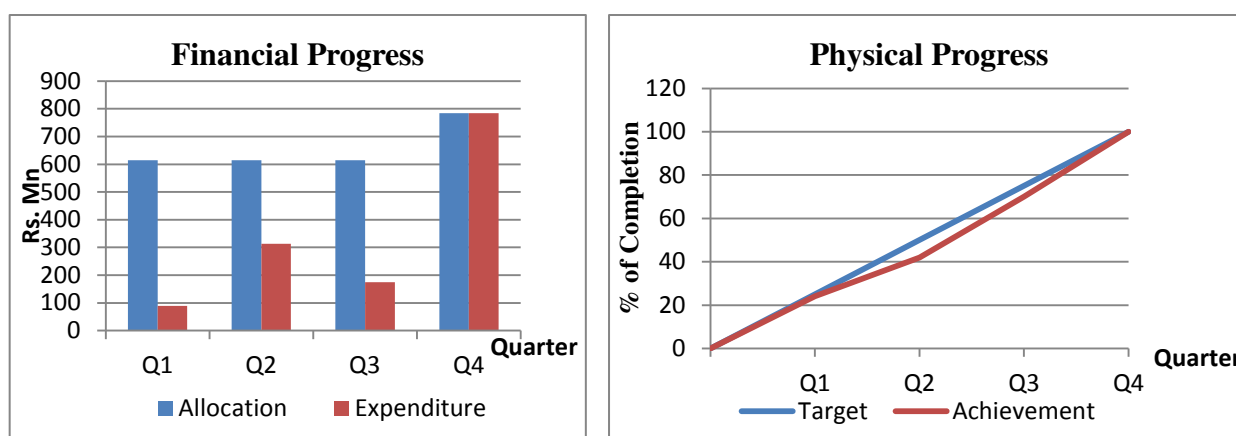 Financial Progress
900
800
700
600
500
400
300
200
100
0
Rs. Mn
Q1 Q2 Q3 Q4
Quarter
Allocation Expenditure
Physical Progress
120
100
80
60
40
20
0
% of Completion
Q1 Q2 Q3 Q4
Quarter
Target Achievement